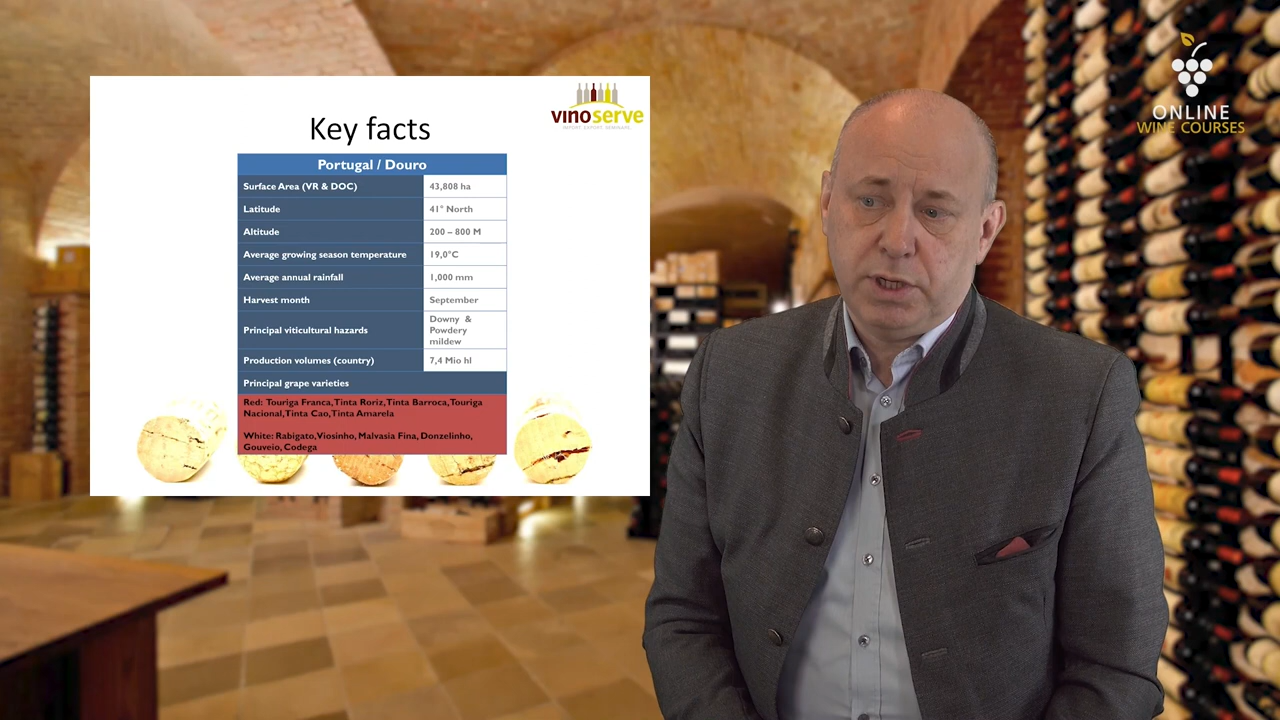 vinoserve
IMPORT EXPORT SEMINARS
Key facts
Portugal / Douro
Surface Area (VR & DOC) 43,808 ha
Latitude 41° North
Altitude 200 – 800 M
Average growing season temperature 19,0°C
Average annual rainfall 1,000 mm
Harvest month September
Principal viticultural hazards Downy &
Powdery
mildew
Production volumes (country) 7,4 Mio hl
Principal grape varieties
Red: Touriga Franca,Tinta Roriz,Tinta Barroca,Touriga
Nacional,Tinta Cao,Tinta Amarela
White: Rabigato,Viosinho, Malvasia Fina, Donzelinho,
Gouveio, Codega
ONLINE
WINE COURSES